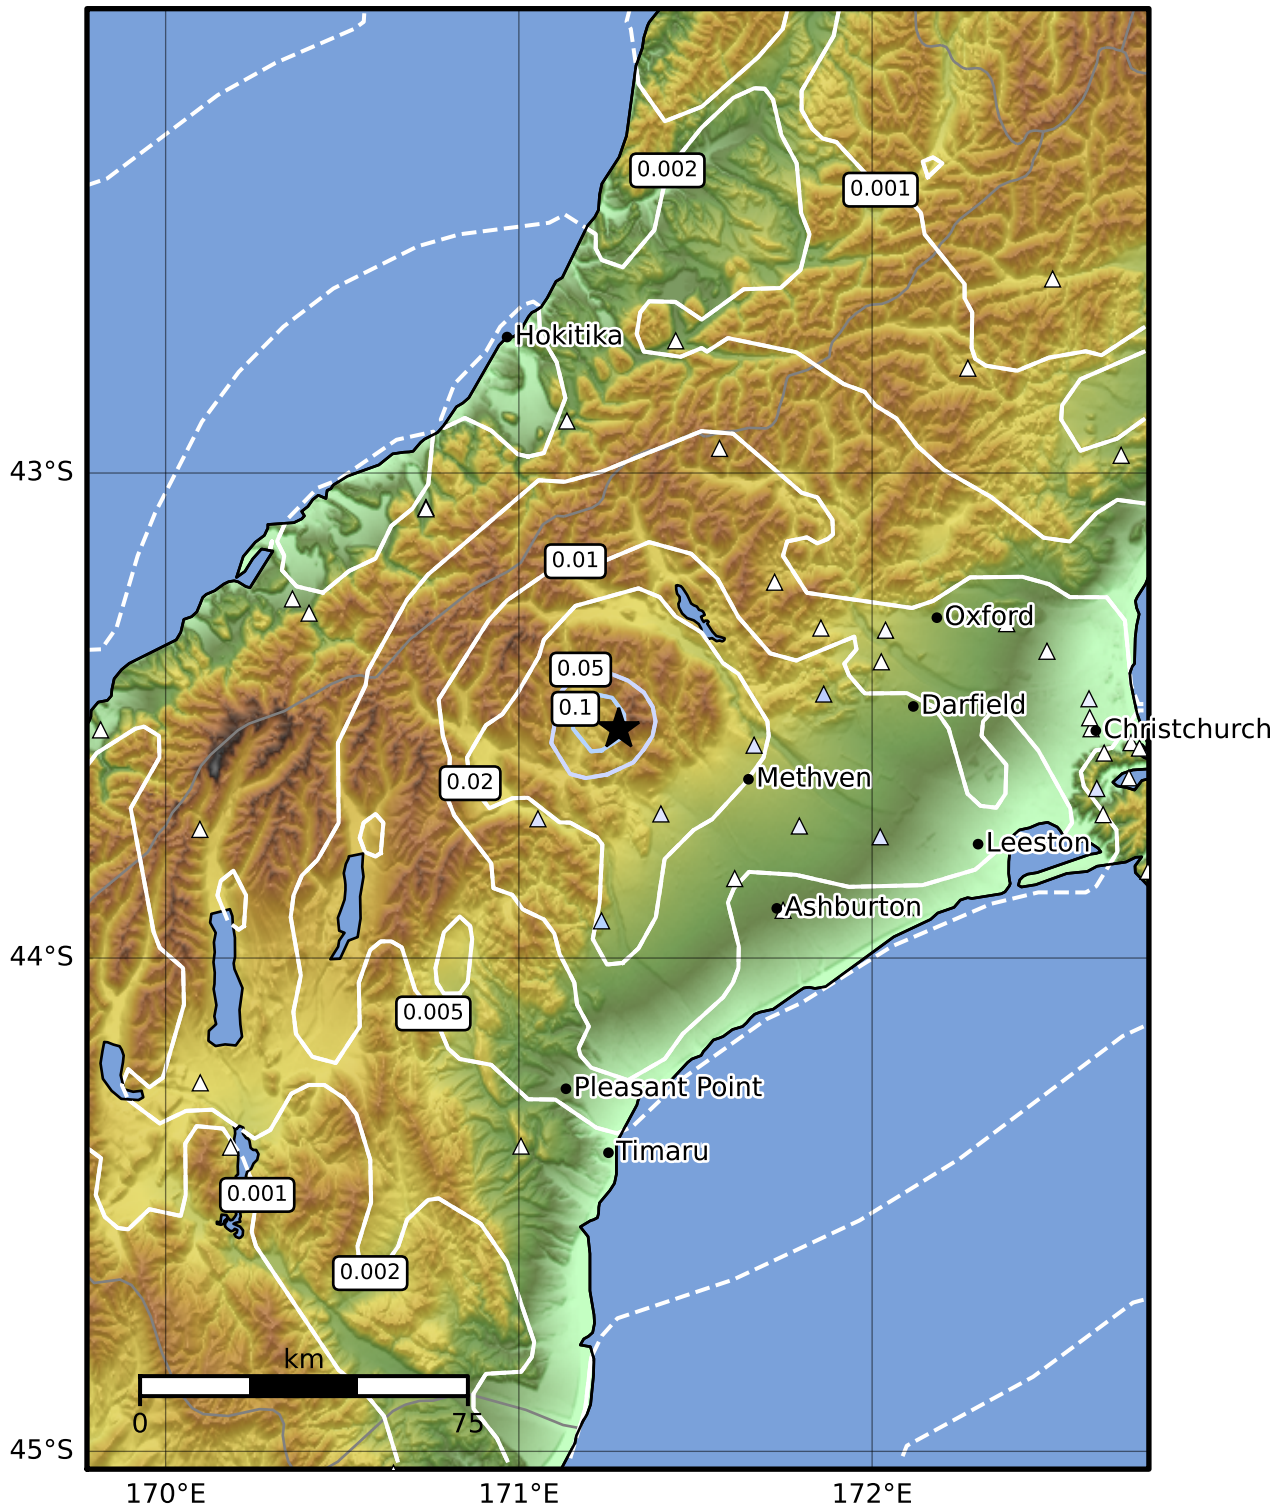 0.002
0.001
Hokitika
43°S
0.01
Oxford
0.05
0.1
Darfield
Christchurch
0.02
Methven
Leeston
Ashburton
44°S
0.005
Pleasant Point
Timaru
0.001
0.002
km
0 75
45°S
170°E 171°E 172°E